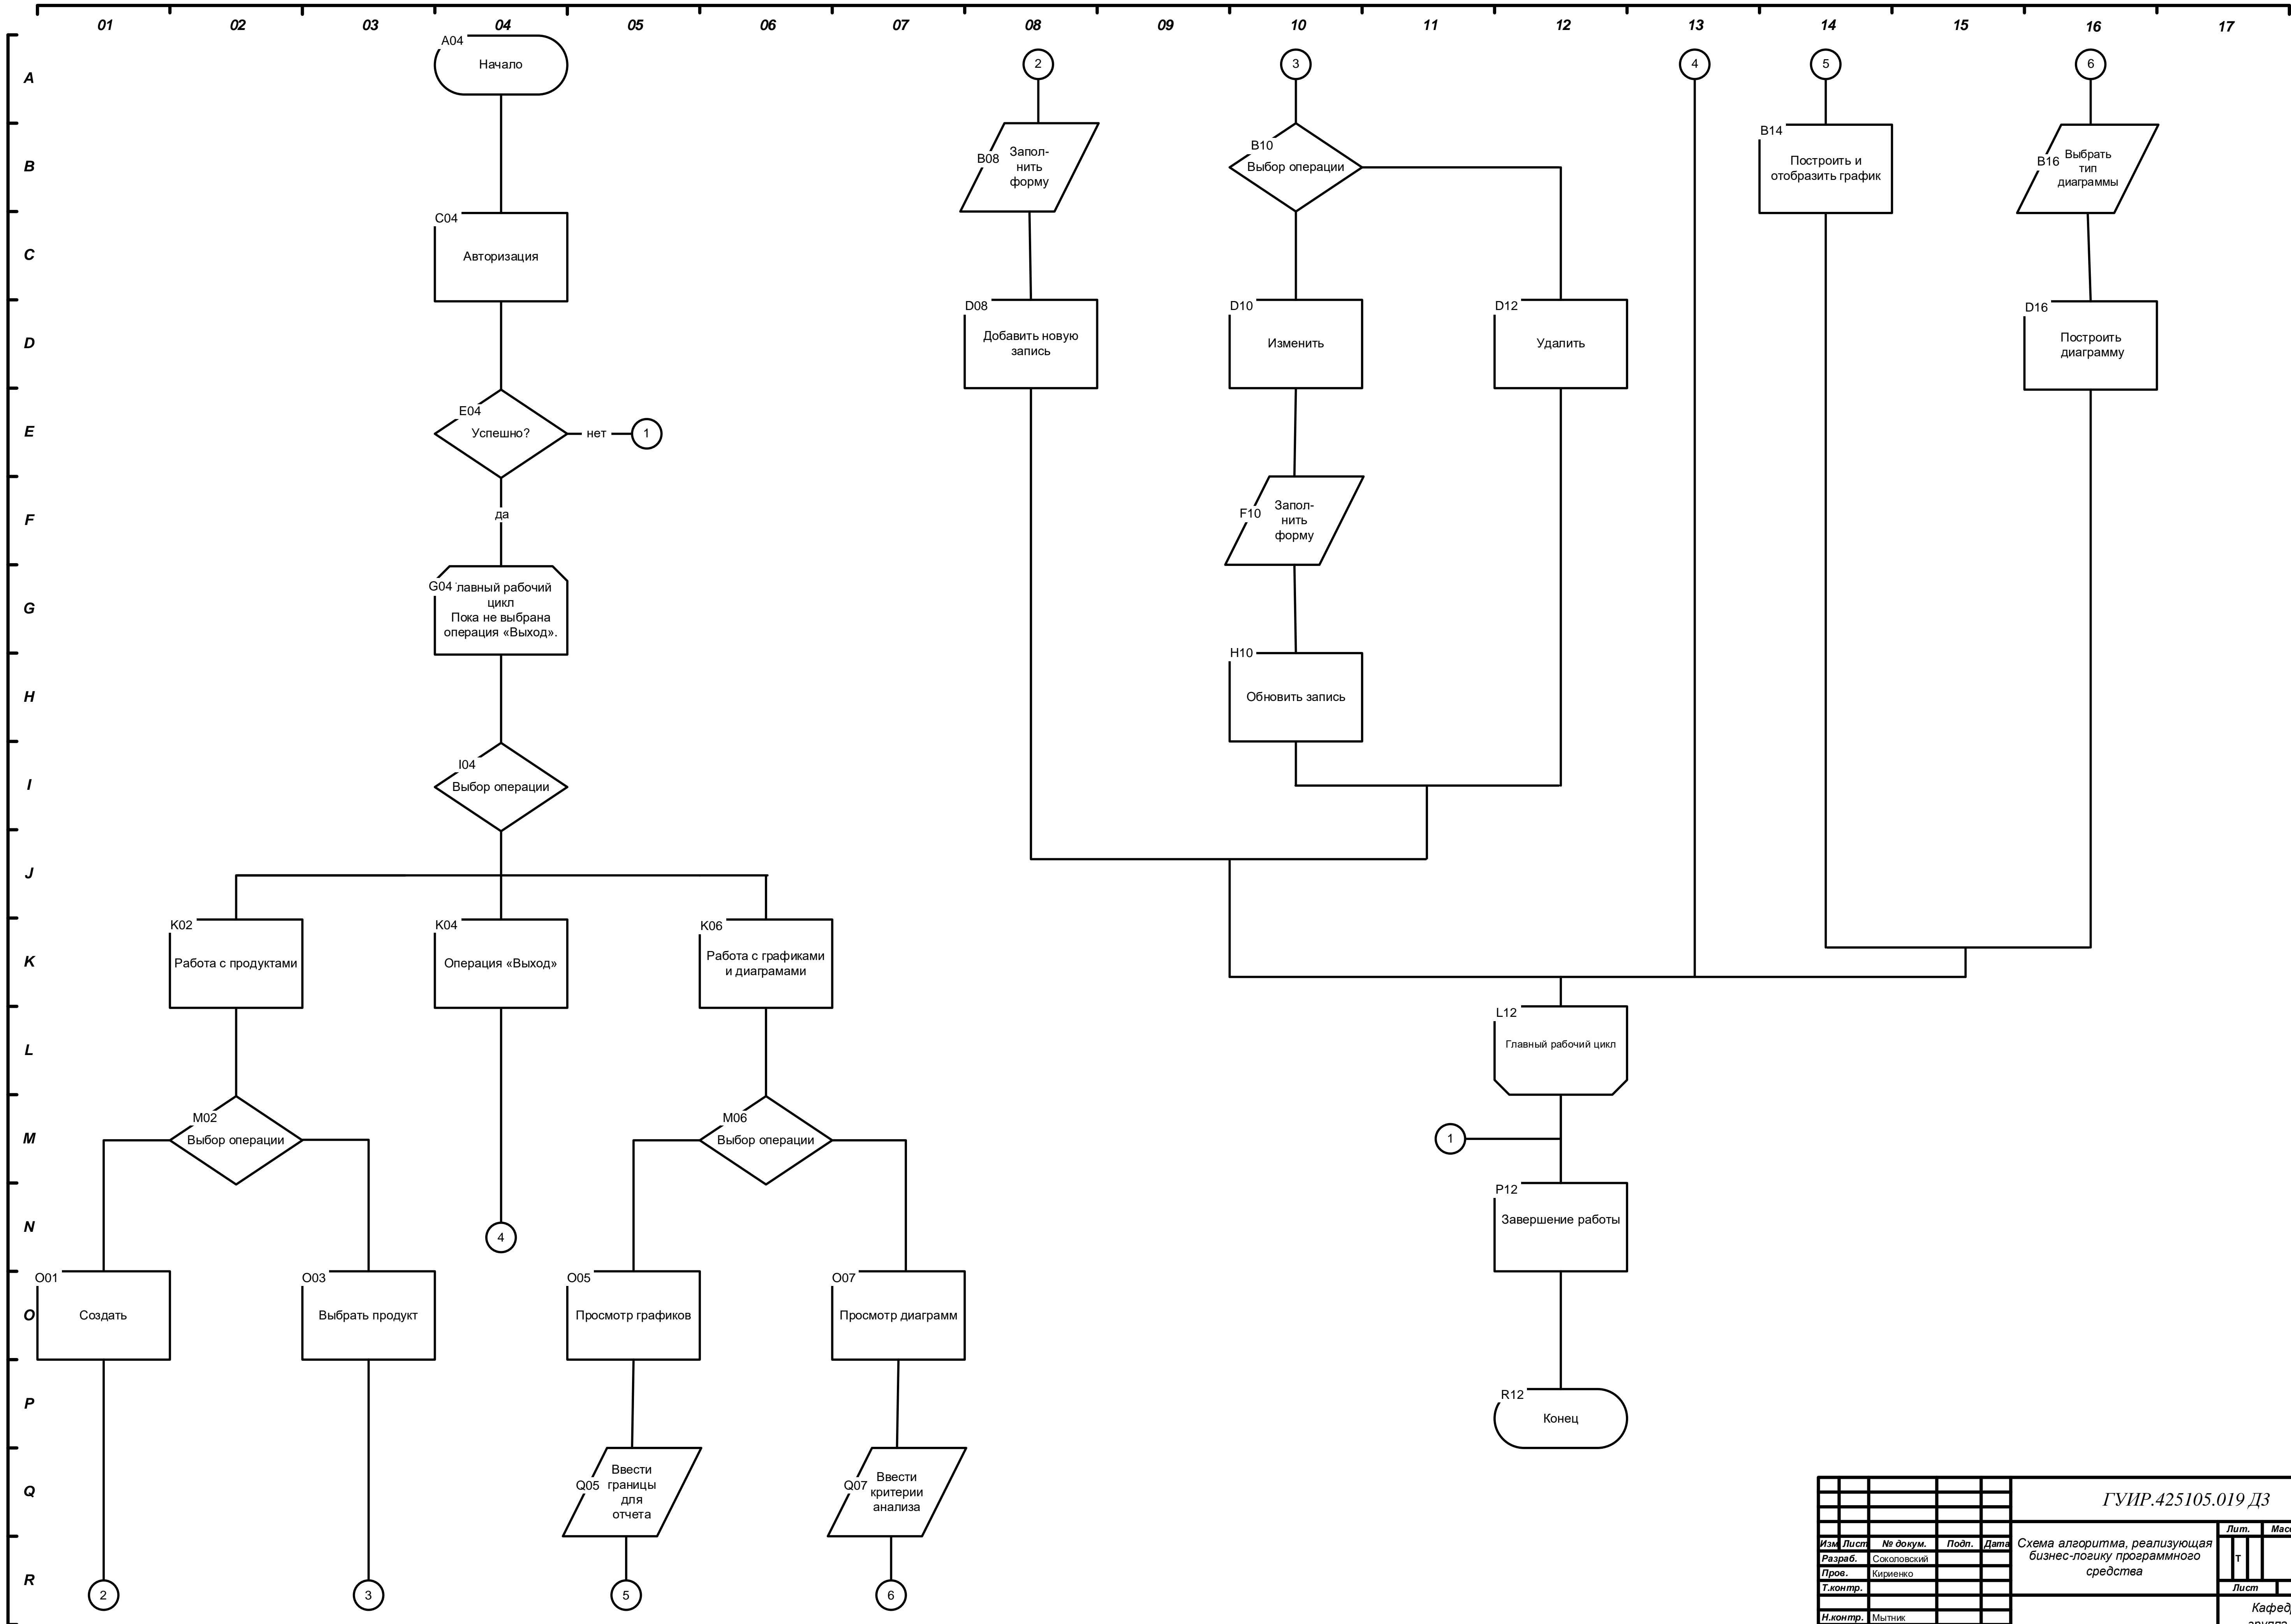 01 02 03 04 05 06 07 08 09 10 11 12 13 14 15 16 17
A
B
C
D
E
F
G
H
I
J
K
L
M
N
O
P
Q
R
A04
Начало
C04
Авторизация
E04
Успешно?
нет
1
да
G04
лавный рабочий
цикл
Пока не выбрана
операция «Выход».
I04
Выбор операции
K02
Работа с продуктами
K04
Операция «Выход»
K06
Работа с графиками
и диаграмами
M02
Выбор операции
M06
Выбор операции
4
O01
Создать
O03
Выбрать продукт
O05
Просмотр графиков
O07
Просмотр диаграмм
Q05
Ввести
границы
для
отчета
Q07
Ввести
критерии
анализа
2
3
5
6
2
B08
Запол-
нить
форму
D08
Добавить новую
запись
3
B10
Выбор операции
D10
Изменить
D12
Удалить
F10
Запол-
нить
форму
H10
Обновить запись
4
5
B14
Построить и
отобразить график
6
B16
Выбрать
тип
диаграммы
D16
Построить
диаграмму
L12
Главный рабочий цикл
1
P12
Завершение работы
R12
Конец
ГУИР.425105.019 Д3
Изм Лист № докум. Подп. Дата
Разраб. Соколовский
Пров. Кириенко
Т.контр.
Н.контр. Мытник
Схема алгоритма, реализующая
бизнес-логику программного
средства
Лит.
Т
Лист